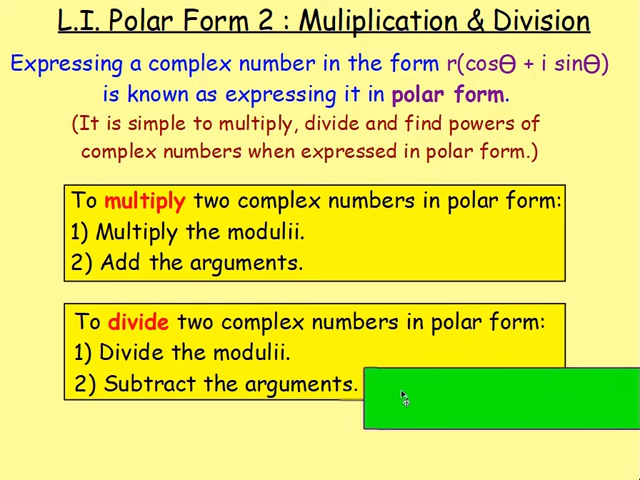 L.I. Polar Form 2 : Muliplication & Division
Expressing a complex number in the form r(cosΘ + i sinΘ)
is known as expressing it in polar form.
(It is simple to multiply, divide and find powers of
complex numbers when expressed in polar form.)
To multiply two complex numbers in polar form:
1) Multiply the modulii.
2) Add the arguments.
To divide two complex numbers in polar form:
1) Divide the modulii.
2) Subtract the arguments.